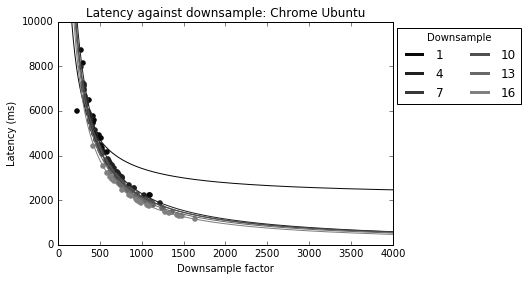 Latency against downsample: Chrome Ubuntu
10000
8000
6000
4000
2000
0
Latency (ms)
0 500 1000 1500 2000 2500 3000 3500 4000
Downsample factor
Downsample
1 10
4 13
7 16